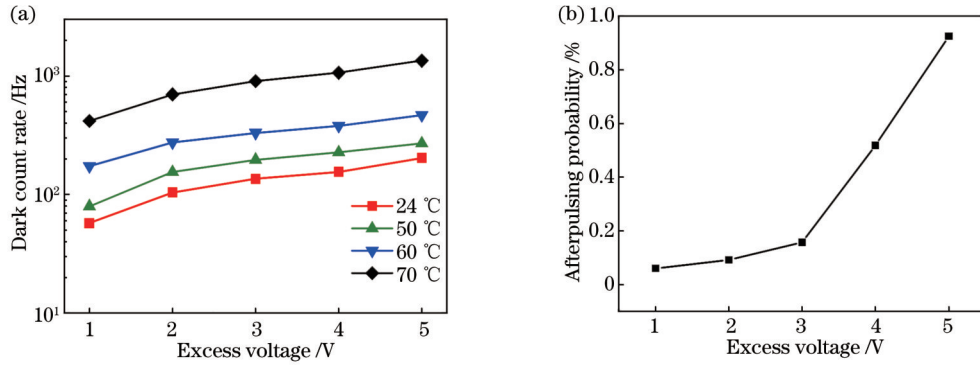 (a)
Dark count rate /Hz
10³
10²
10¹
24 ℃
50 ℃
60 ℃
70 ℃
1 2 3 4 5
Excess voltage /V
(b)
Afterpulsing probability/%
1.0
0.8
0.6
0.4
0.2
0
1 2 3 4 5
Excess voltage /V